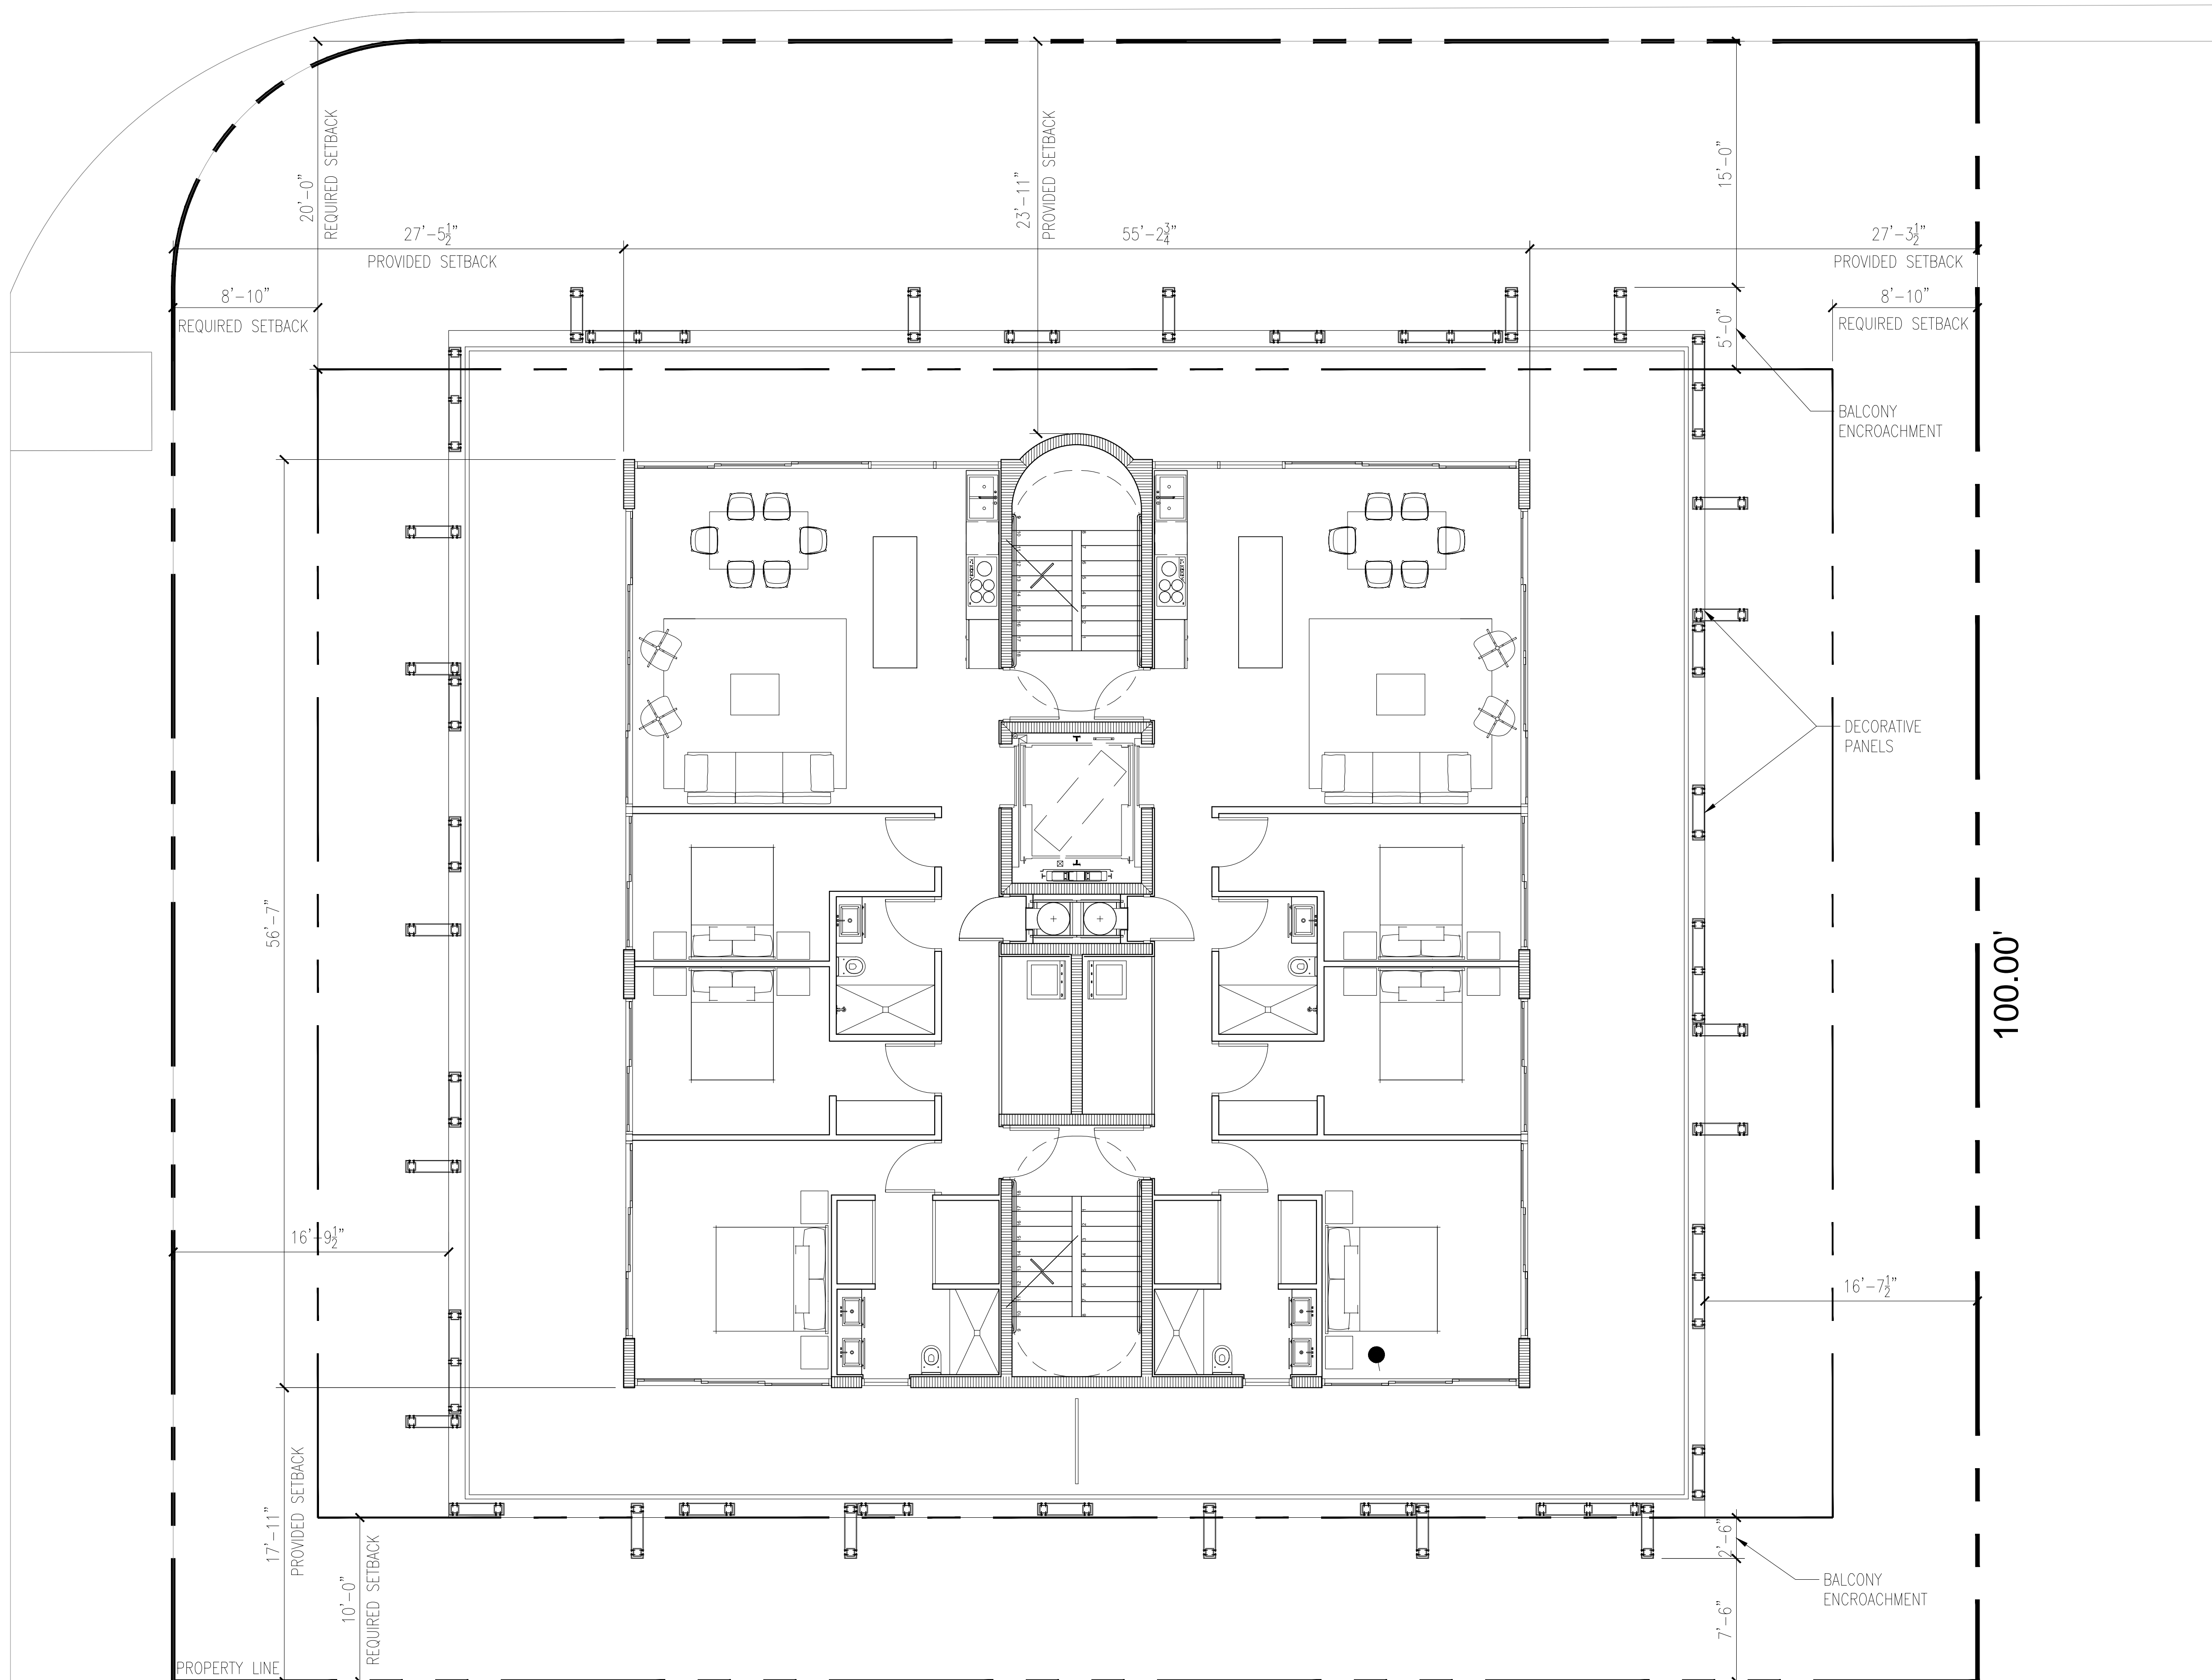 20'-0"
REQUIRED SETBACK
23'-11"
PROVIDED SETBACK
15'-0"
27'-5½"
PROVIDED SETBACK
55'-2¾"
27'-3½"
PROVIDED SETBACK
8'-10"
REQUIRED SETBACK
5'-0"
8'-10"
REQUIRED SETBACK
BALCONY
ENCROACHMENT
DECORATIVE
PANELS
56'-7"
100.00'
16'-9½"
16'-7½"
17'-11"
PROVIDED SETBACK
10'-0"
REQUIRED SETBACK
2'-6"
BALCONY
ENCROACHMENT
7'-6"
PROPERTY LINE